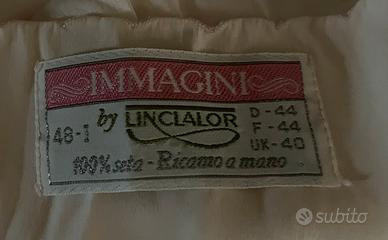 IMMAGINI
by LINCLALOR
48-I
D-44
F-44
UK-40
100% seta - Ricamo a mano
subito